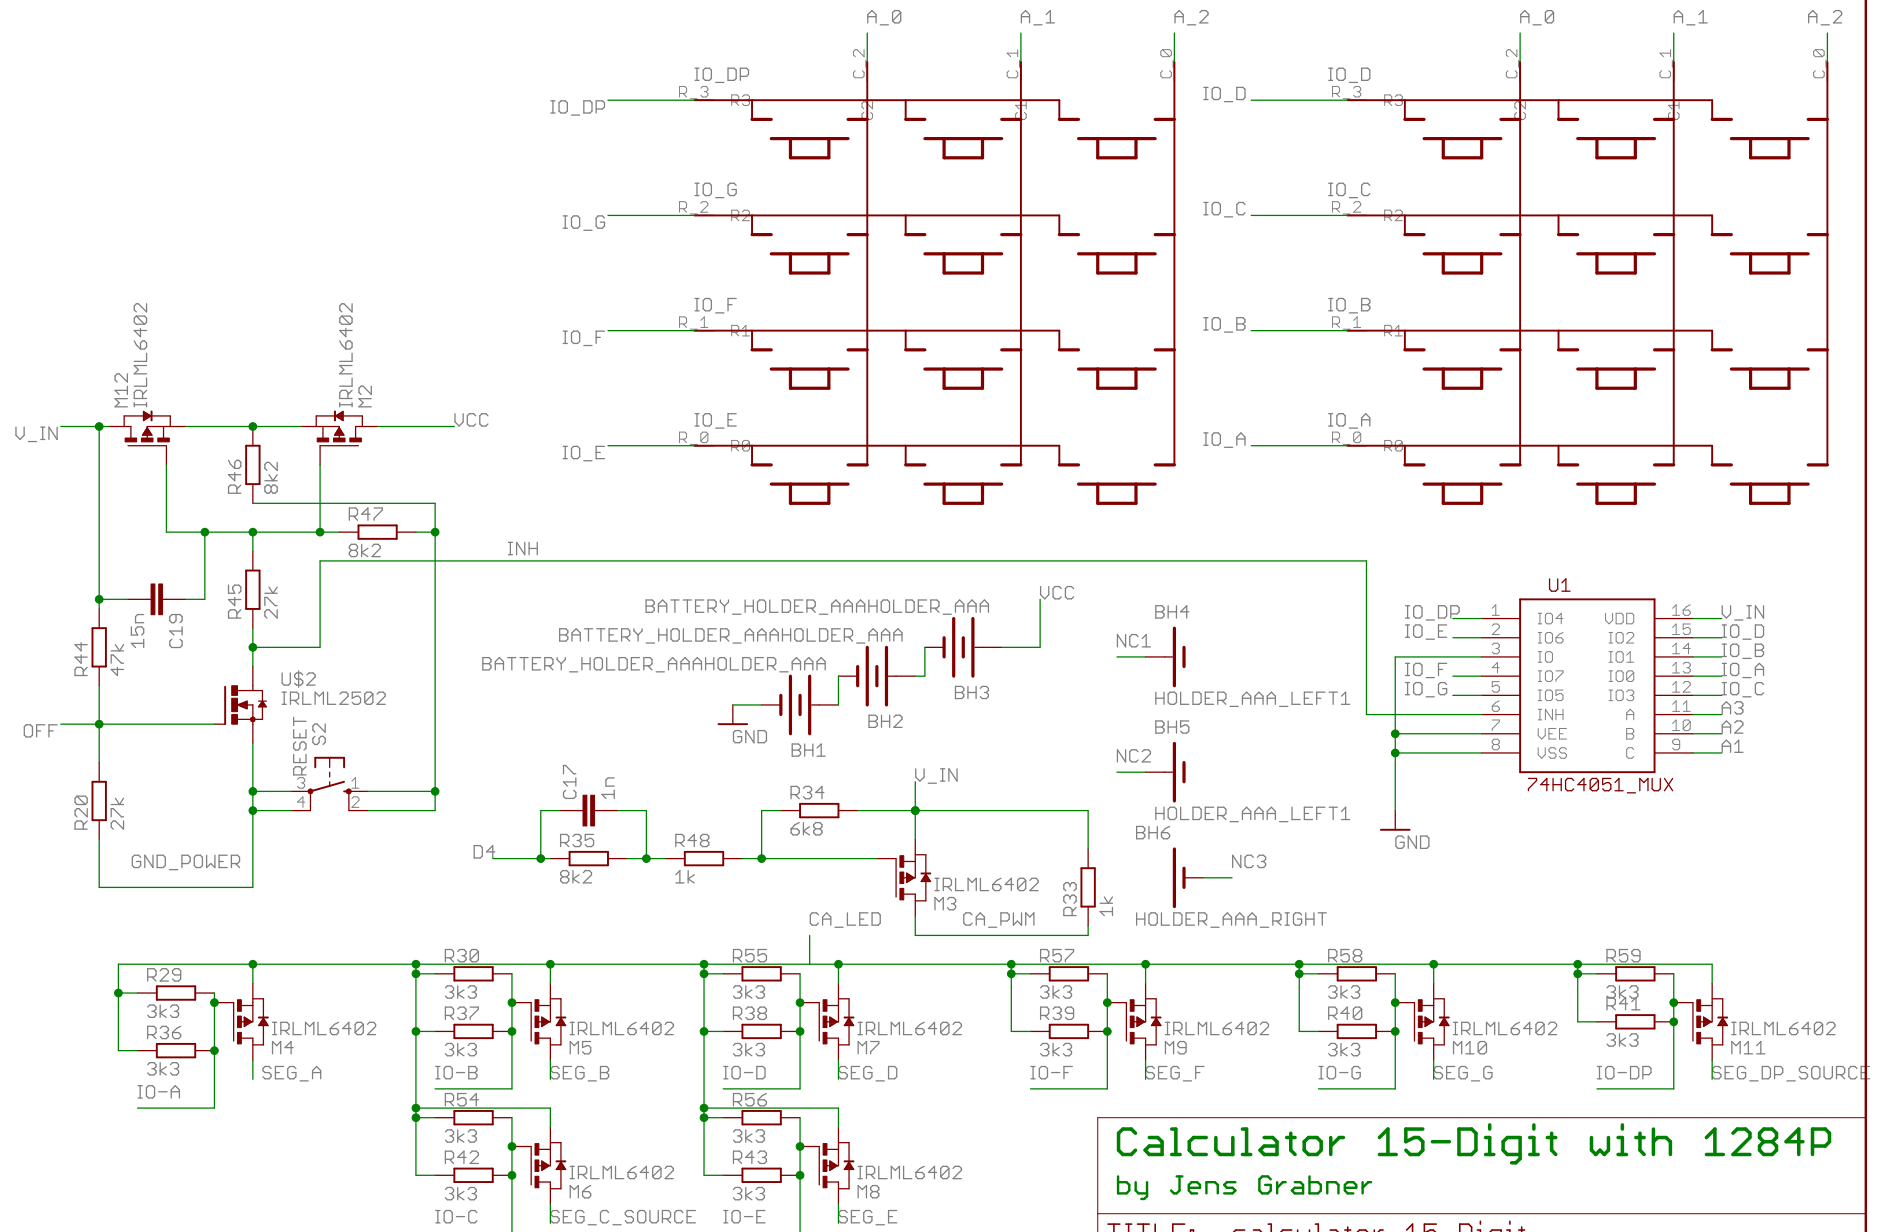 A_0 A_1 A_2 A_0 A_1 A_2
C_2 C_1 C_0 C_2 C_1 C_0
IO_DP IO_D
IO_DP R_3 R3 C2 C1 IO_D R_3 R3 C2 C1
IO_G IO_C
IO_G R_2 R2 IO_C R_2 R2
IO_F IO_B
IO_F R_1 R1 IO_B R_1 R1
IO_E IO_A
IO_E R_0 R0 IO_A R_0 R0
M12 IRLML6402 IRLML6402 M2
V_IN VCC
R46 8k2
R47
8k2
INH
R45 27k
15n C19
R44 47k
U$2
IRLML2502
OFF
RESET S2
3 1
4 2
R20 27k
GND_POWER
BATTERY_HOLDER_AAAHOLDER_AAA VCC
BATTERY_HOLDER_AAAHOLDER_AAA
BATTERY_HOLDER_AAAHOLDER_AAA
BH3
BH2
GND BH1
BH4
NC1
HOLDER_AAA_LEFT1
BH5
NC2
HOLDER_AAA_LEFT1
BH6
NC3
HOLDER_AAA_RIGHT
U1
IO_DP 1 IO4 VDD 16 V_IN
IO_E 2 IO6 IO2 15 IO_D
3 IO IO1 14 IO_B
IO_F 4 IO7 IO0 13 IO_A
IO_G 5 IO5 IO3 12 IO_C
6 INH A 11 A3
7 VEE B 10 A2
8 VSS C 9 A1
74HC4051_MUX
GND
C17 1n
V_IN
R34
6k8
D4 R35 R48
8k2 1k
IRLML6402
M3
R33 1k
CA_LED CA_PWM
R29
3k3
R36
3k3
IO-A
IRLML6402
M4
SEG_A
R30
3k3
R37
3k3
IO-B
IRLML6402
M5
SEG_B
R55
3k3
R38
3k3
IO-D
IRLML6402
M7
SEG_D
R57
3k3
R39
3k3
IO-F
IRLML6402
M9
SEG_F
R58
3k3
R40
3k3
IO-G
IRLML6402
M10
SEG_G
R59
3k3
R41
3k3
IO-DP
IRLML6402
M11
SEG_DP_SOURCE
R54
3k3
R42
3k3
IO-C
IRLML6402
M6
SEG_C_SOURCE
R56
3k3
R43
3k3
IO-E
IRLML6402
M8
SEG_E
Calculator 15-Digit with 1284P
by Jens Grabner
TITLE: calculator_15_Digit